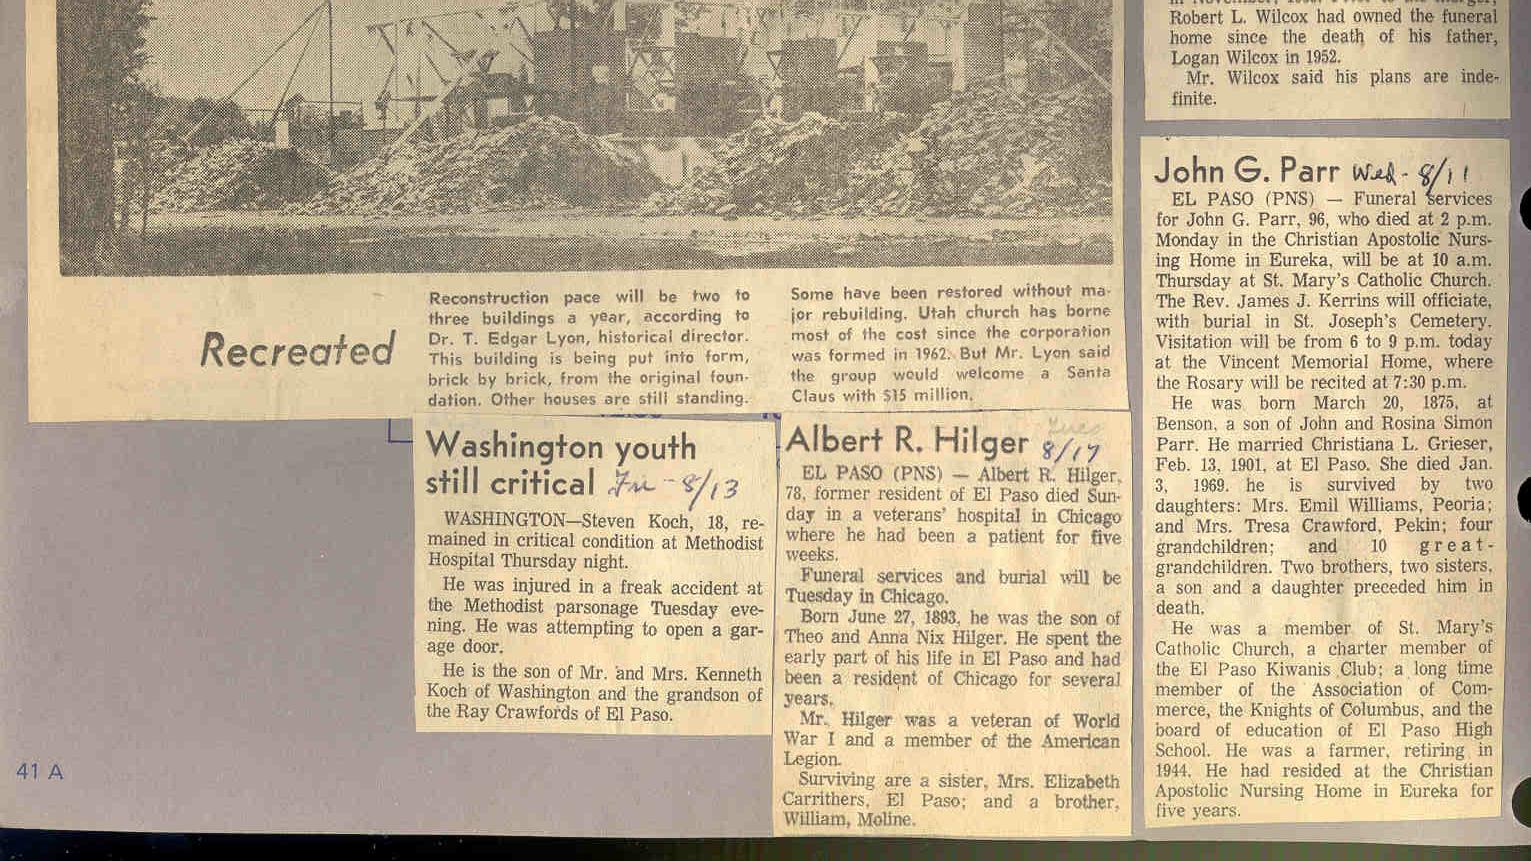 Robert L. Wilcox had owned the funeral
home since the death of his father,
Logan Wilcox in 1952.
Mr. Wilcox said his plans are inde-
finite.
Recreated
Reconstruction pace will be two to
three buildings a year, according to
Dr. T. Edgar Lyon, historical director.
This building is being put into form,
brick by brick, from the original foun-
dation. Other houses are still standing.
Some have been restored without ma-
jor rebuilding. Utah church has borne
most of the cost since the corporation
was formed in 1962. But Mr. Lyon said
the group would welcome a Santa
Claus with $15 million.
Washington youth
still critical Fri - 8/13
WASHINGTON—Steven Koch, 18, re-
mained in critical condition at Methodist
Hospital Thursday night.
He was injured in a freak accident at
the Methodist parsonage Tuesday eve-
ning. He was attempting to open a gar-
age door.
He is the son of Mr. and Mrs. Kenneth
Koch of Washington and the grandson of
the Ray Crawfords of El Paso.
Tues
Albert R. Hilger 8/17
EL PASO (PNS) — Albert R. Hilger,
78, former resident of El Paso died Sun-
day in a veterans' hospital in Chicago
where he had been a patient for five
weeks.
Funeral services and burial will be
Tuesday in Chicago.
Born June 27, 1893, he was the son of
Theo and Anna Nix Hilger. He spent the
early part of his life in El Paso and had
been a resident of Chicago for several
years.
Mr. Hilger was a veteran of World
War I and a member of the American
Legion.
Surviving are a sister, Mrs. Elizabeth
Carrithers, El Paso; and a brother,
William, Moline.
John G. Parr Wed - 8/11
EL PASO (PNS) — Funeral services
for John G. Parr, 96, who died at 2 p.m.
Monday in the Christian Apostolic Nurs-
ing Home in Eureka, will be at 10 a.m.
Thursday at St. Mary's Catholic Church.
The Rev. James J. Kerrins will officiate,
with burial in St. Joseph's Cemetery.
Visitation will be from 6 to 9 p.m. today
at the Vincent Memorial Home, where
the Rosary will be recited at 7:30 p.m.
He was born March 20, 1875, at
Benson, a son of John and Rosina Simon
Parr. He married Christiana L. Grieser,
Feb. 13, 1901, at El Paso. She died Jan.
3, 1969. he is survived by two
daughters: Mrs. Emil Williams, Peoria;
and Mrs. Tresa Crawford, Pekin; four
grandchildren; and 10 great-
grandchildren. Two brothers, two sisters,
a son and a daughter preceded him in
death.
He was a member of St. Mary's
Catholic Church, a charter member of
the El Paso Kiwanis Club; a long time
member of the Association of Com-
merce, the Knights of Columbus, and the
board of education of El Paso High
School. He was a farmer, retiring in
1944. He had resided at the Christian
Apostolic Nursing Home in Eureka for
five years.
41 A